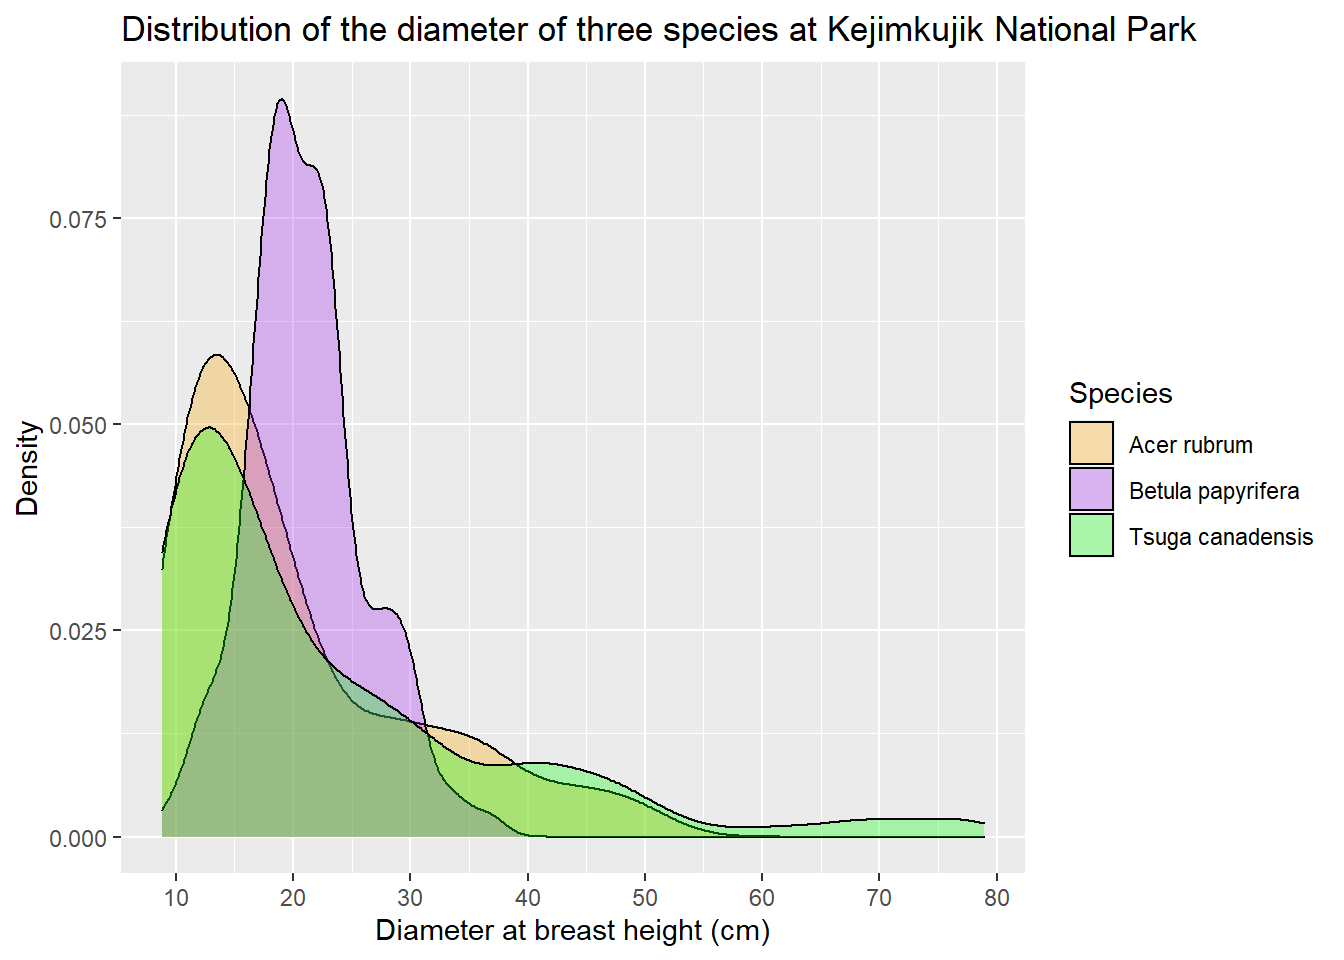 Distribution of the diameter of three species at Kejimkujik National Park
0.075
0.050
0.025
0.000
Density
10 20 30 40 50 60 70 80
Diameter at breast height (cm)
Species
Acer rubrum
Betula papyrifera
Tsuga canadensis